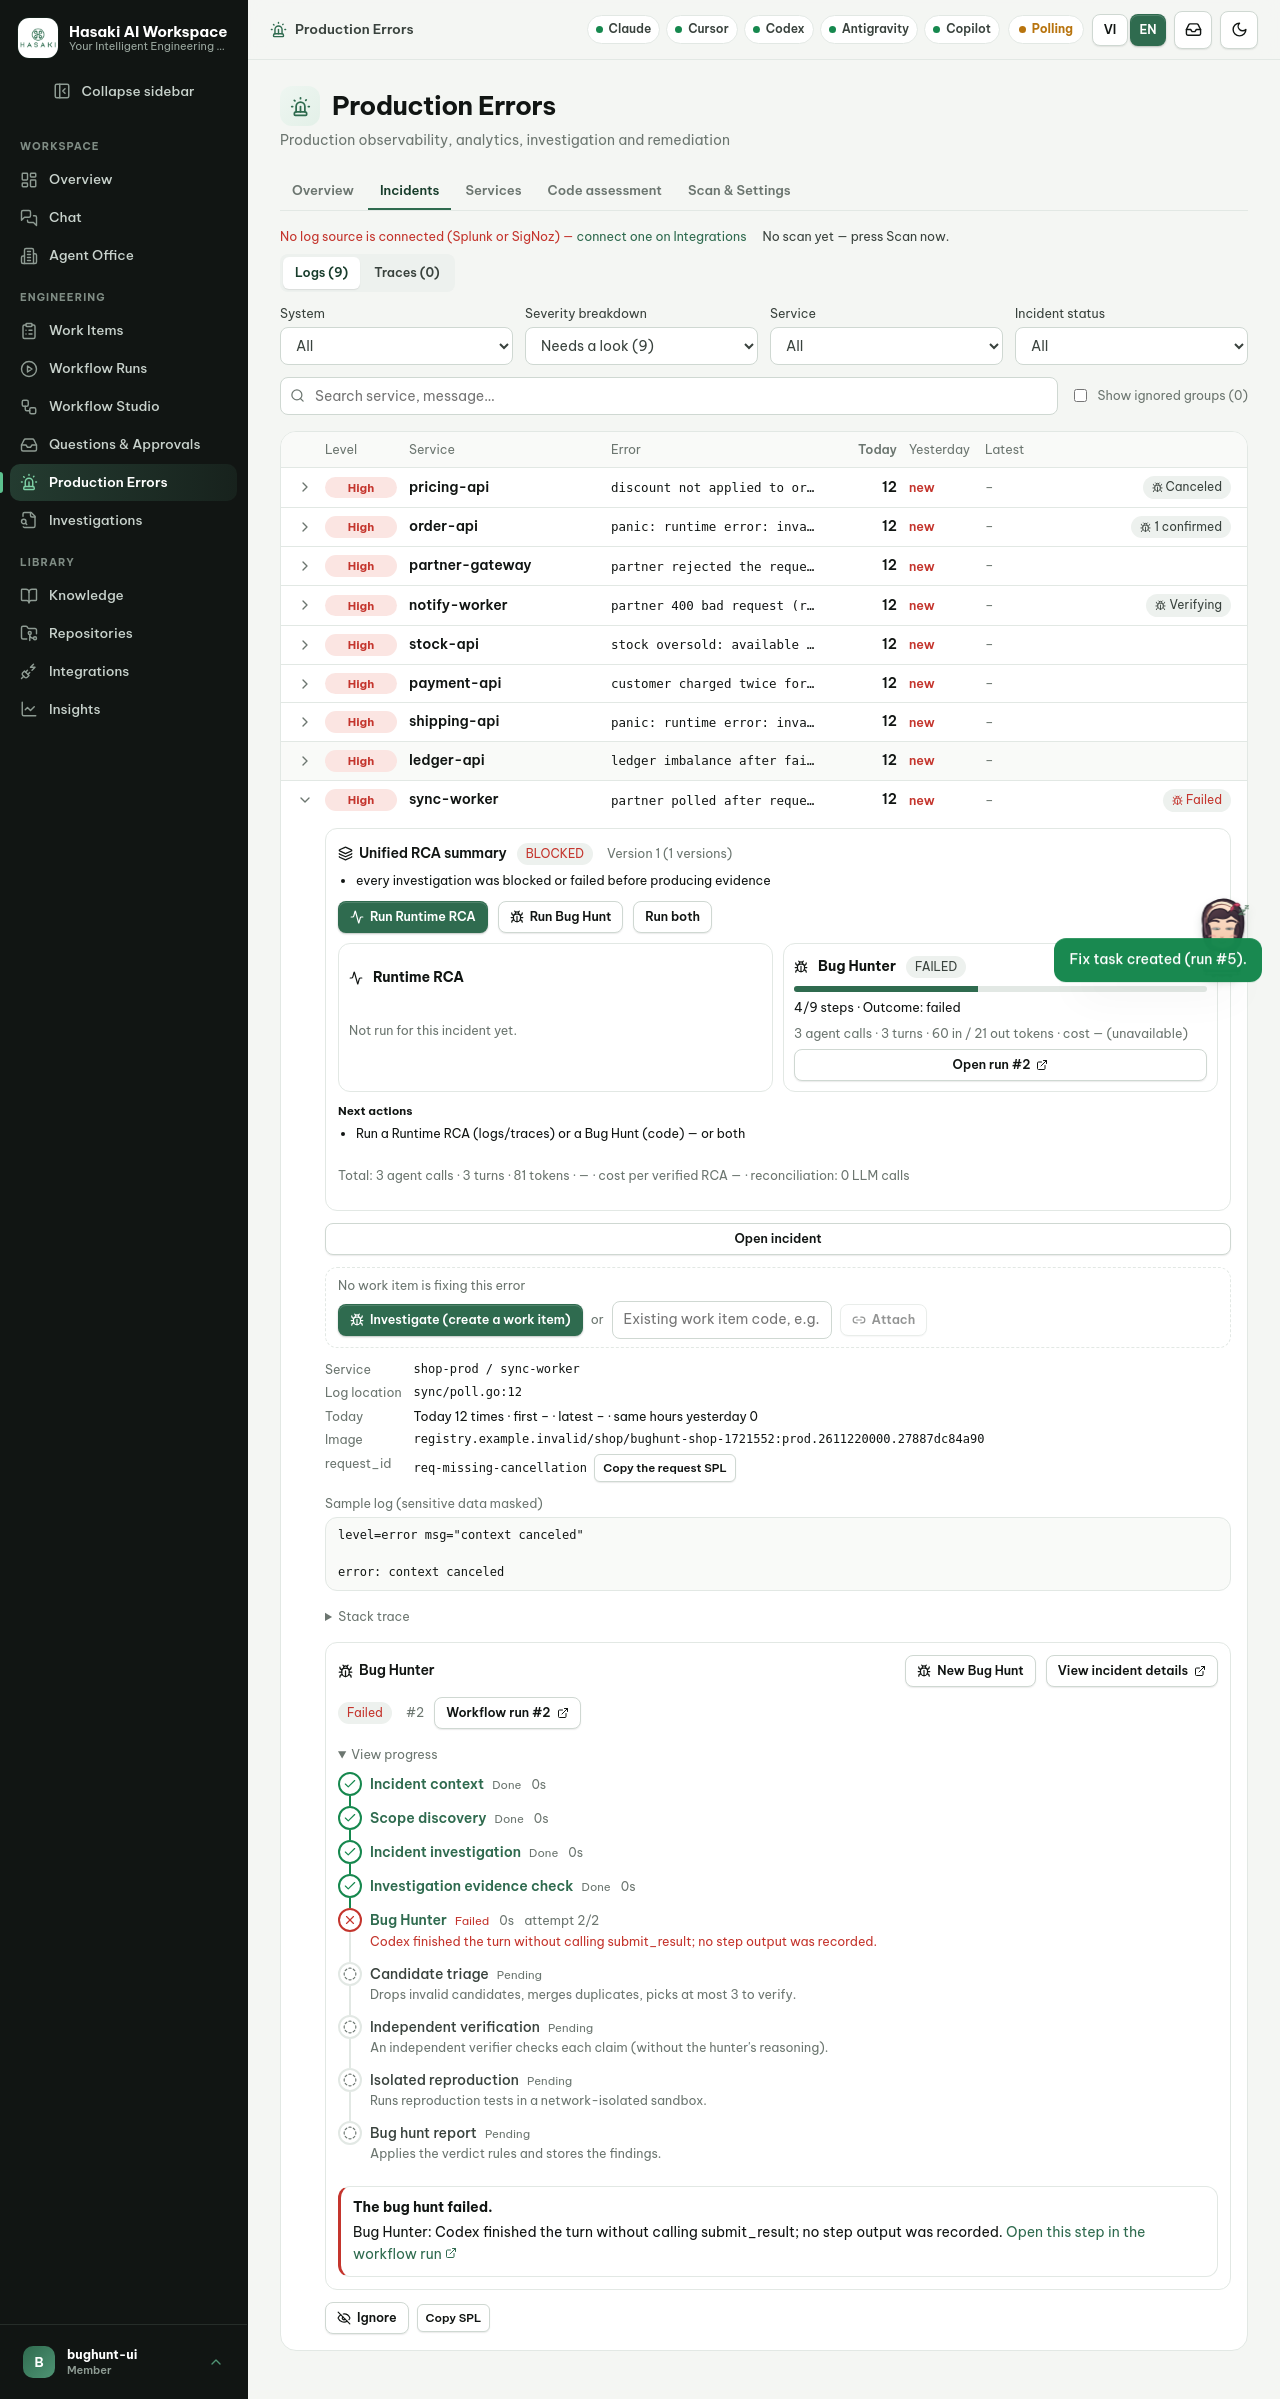 Hasaki AI Workspace
Your Intelligent Engineering ...
HASAKI
Collapse sidebar
WORKSPACE
Overview
Chat
Agent Office
ENGINEERING
Work Items
Workflow Runs
Workflow Studio
Questions & Approvals
Production Errors
Investigations
LIBRARY
Knowledge
Repositories
Integrations
Insights
B
bughunt-ui
Member
Production Errors
Claude
Cursor
Codex
Antigravity
Copilot
Polling
VI
EN
Production Errors
Production observability, analytics, investigation and remediation
Overview
Incidents
Services
Code assessment
Scan & Settings
No log source is connected (Splunk or SigNoz) — connect one on Integrations No scan yet — press Scan now.
Logs (9)
Traces (0)
System
Severity breakdown
Service
Incident status
All
Needs a look (9)
All
All
Search service, message...
Show ignored groups (0)
Level Service Error Today Yesterday Latest
High pricing-api discount not applied to or… 12 new – Canceled
High order-api panic: runtime error: inva… 12 new – 1 confirmed
High partner-gateway partner rejected the reque… 12 new –
High notify-worker partner 400 bad request (r… 12 new – Verifying
High stock-api stock oversold: available … 12 new –
High payment-api customer charged twice for… 12 new –
High shipping-api panic: runtime error: inva… 12 new –
High ledger-api ledger imbalance after fai… 12 new –
High sync-worker partner polled after reque… 12 new – Failed
Unified RCA summary BLOCKED Version 1 (1 versions)
• every investigation was blocked or failed before producing evidence
Run Runtime RCA
Run Bug Hunt
Run both
Runtime RCA
Not run for this incident yet.
Bug Hunter FAILED
Fix task created (run #5).
4/9 steps · Outcome: failed
3 agent calls · 3 turns · 60 in / 21 out tokens · cost — (unavailable)
Open run #2
Next actions
• Run a Runtime RCA (logs/traces) or a Bug Hunt (code) — or both
Total: 3 agent calls · 3 turns · 81 tokens · — · cost per verified RCA — · reconciliation: 0 LLM calls
Open incident
No work item is fixing this error
Investigate (create a work item)
or
Existing work item code, e.g.
Attach
Service shop-prod / sync-worker
Log location sync/poll.go:12
Today Today 12 times · first – · latest – · same hours yesterday 0
Image registry.example.invalid/shop/bughunt-shop-1721552:prod.2611220000.27887dc84a90
request_id req-missing-cancellation Copy the request SPL
Sample log (sensitive data masked)
level=error msg="context canceled"
error: context canceled
Stack trace
Bug Hunter
New Bug Hunt
View incident details
Failed #2 Workflow run #2
View progress
Incident context Done 0s
Scope discovery Done 0s
Incident investigation Done 0s
Investigation evidence check Done 0s
Bug Hunter Failed 0s attempt 2/2
Codex finished the turn without calling submit_result; no step output was recorded.
Candidate triage Pending
Drops invalid candidates, merges duplicates, picks at most 3 to verify.
Independent verification Pending
An independent verifier checks each claim (without the hunter's reasoning).
Isolated reproduction Pending
Runs reproduction tests in a network-isolated sandbox.
Bug hunt report Pending
Applies the verdict rules and stores the findings.
The bug hunt failed.
Bug Hunter: Codex finished the turn without calling submit_result; no step output was recorded. Open this step in the
workflow run
Ignore
Copy SPL